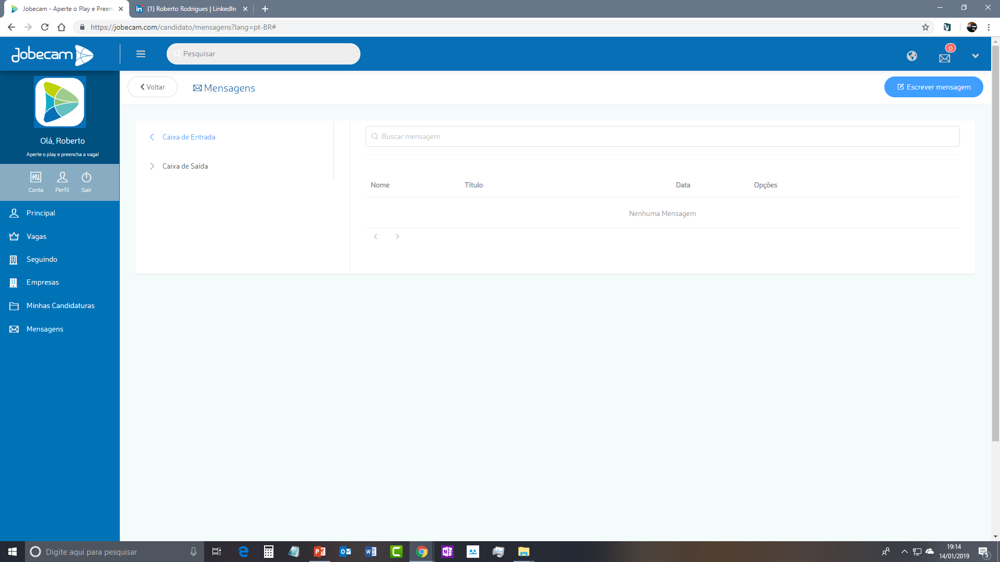 Jobecam - Aperte o Play e Preen
(1) Roberto Rodrigues | LinkedIn
https://jobecam.com/candidato/mensagens?lang=pt-BR#
Jobecam
Pesquisar
0
Olá, Roberto
Aperte o play e preencha a vaga!
Conta
Perfil
Sair
Principal
Vagas
Seguindo
Empresas
Minhas Candidaturas
Mensagens
Voltar
Mensagens
Escrever mensagem
Caixa de Entrada
Caixa de Saída
Buscar mensagem
Nome Título Data Opções
Nenhuma Mensagem
Digite aqui para pesquisar
19:14
14/01/2019
5